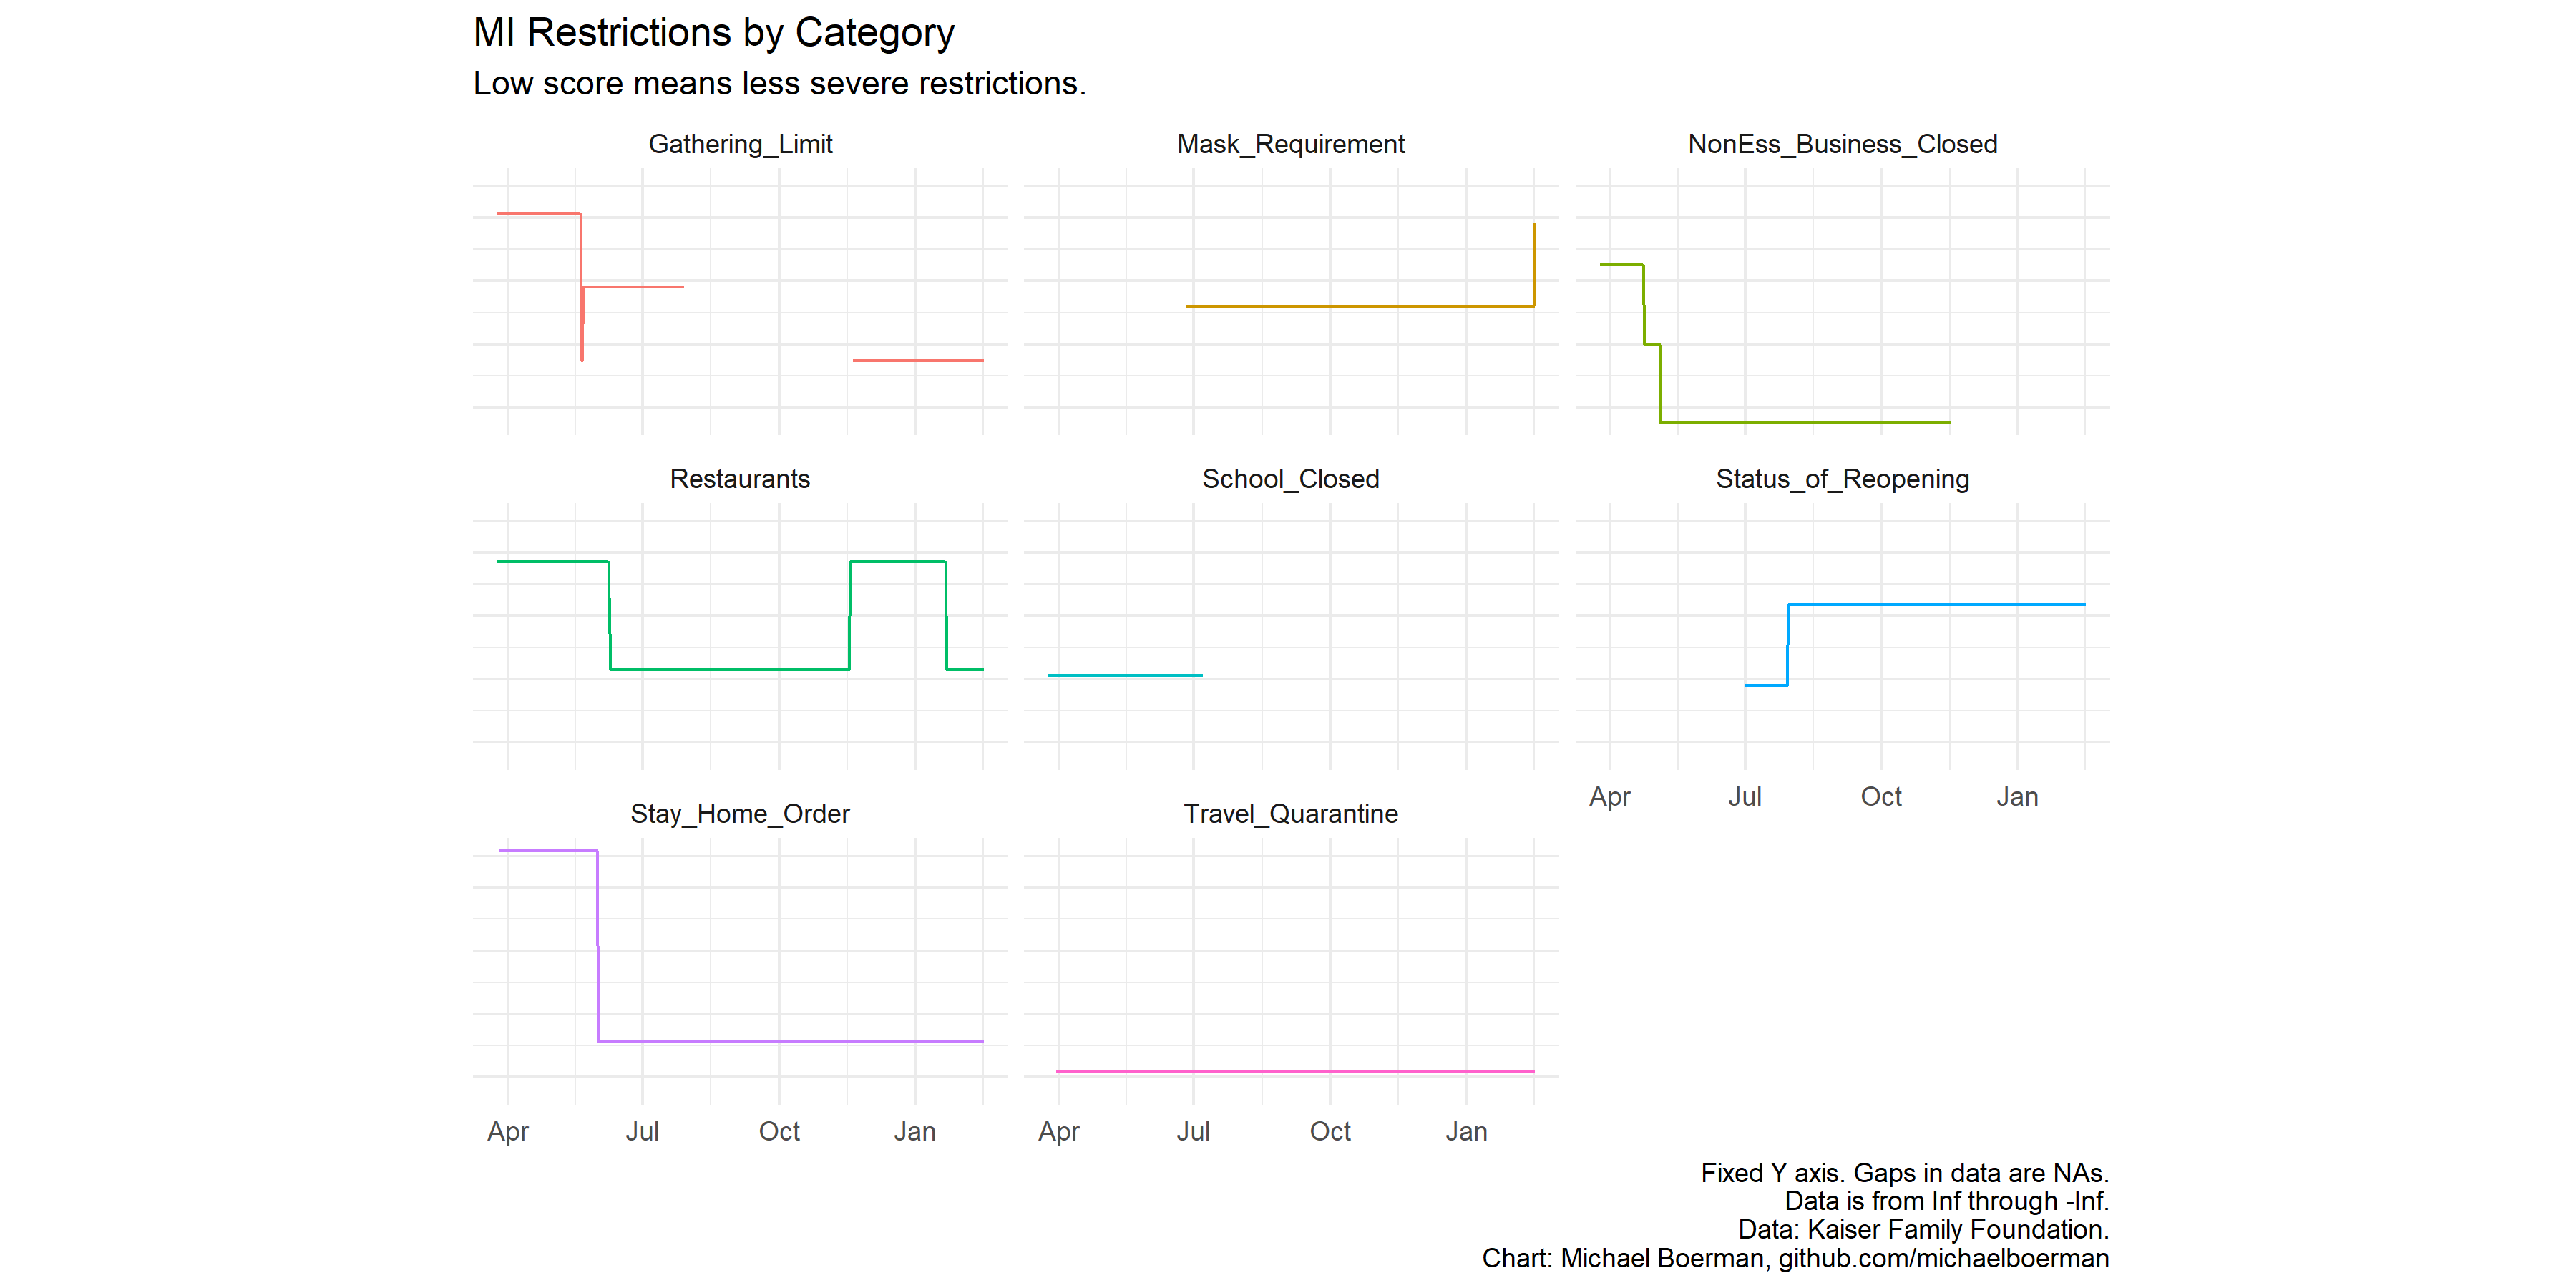 MI Restrictions by Category
Low score means less severe restrictions.
Gathering_Limit
Mask_Requirement
NonEss_Business_Closed
Restaurants
School_Closed
Status_of_Reopening
Apr Jul Oct Jan
Stay_Home_Order
Travel_Quarantine
Apr Jul Oct Jan
Apr Jul Oct Jan
Fixed Y axis. Gaps in data are NAs.
Data is from Inf through -Inf.
Data: Kaiser Family Foundation.
Chart: Michael Boerman, github.com/michaelboerman